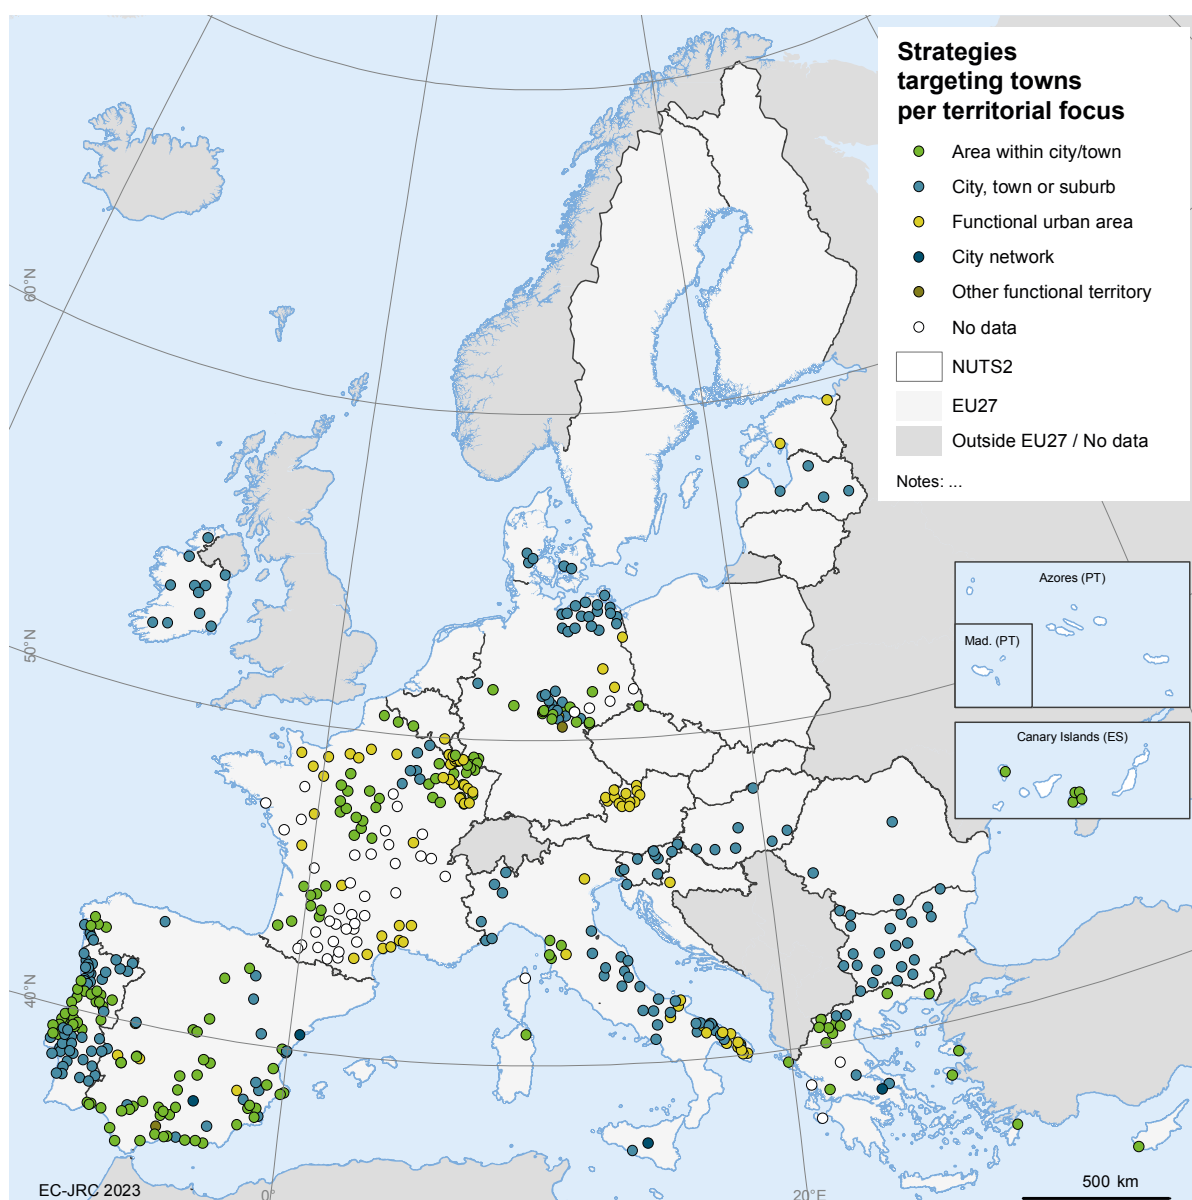 Strategies
targeting towns
per territorial focus
Area within city/town
City, town or suburb
Functional urban area
City network
Other functional territory
No data
NUTS2
EU27
Outside EU27 / No data
Notes: ...
60°N
50°N
40°N
Azores (PT)
Mad. (PT)
Canary Islands (ES)
EC-JRC 2023
0°
20°E
500 km